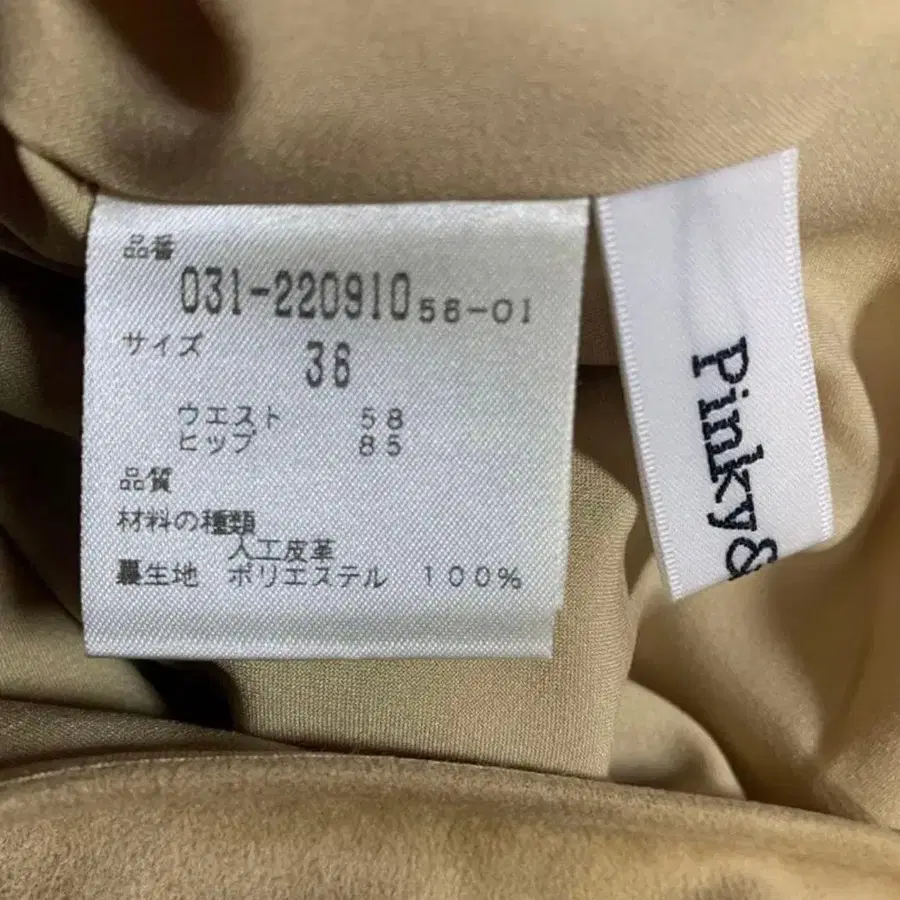 品番
031-220910 56-01
サイズ 36
ウエスト 58
ヒップ 85
品質
材料の種類
人工皮革
裏生地 ポリエステル 100%
Pinky&